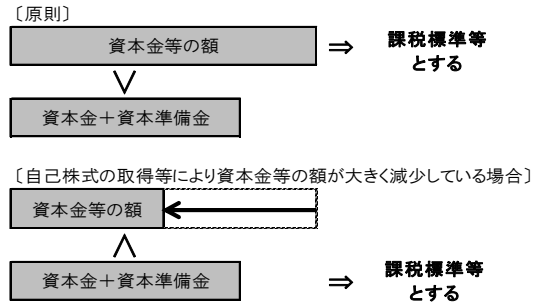 〔原則〕
資本金等の額
⇒
課税標準等
とする
∨
資本金＋資本準備金
〔自己株式の取得等により資本金等の額が大きく減少している場合〕
資本金等の額
∧
資本金＋資本準備金
⇒
課税標準等
とする